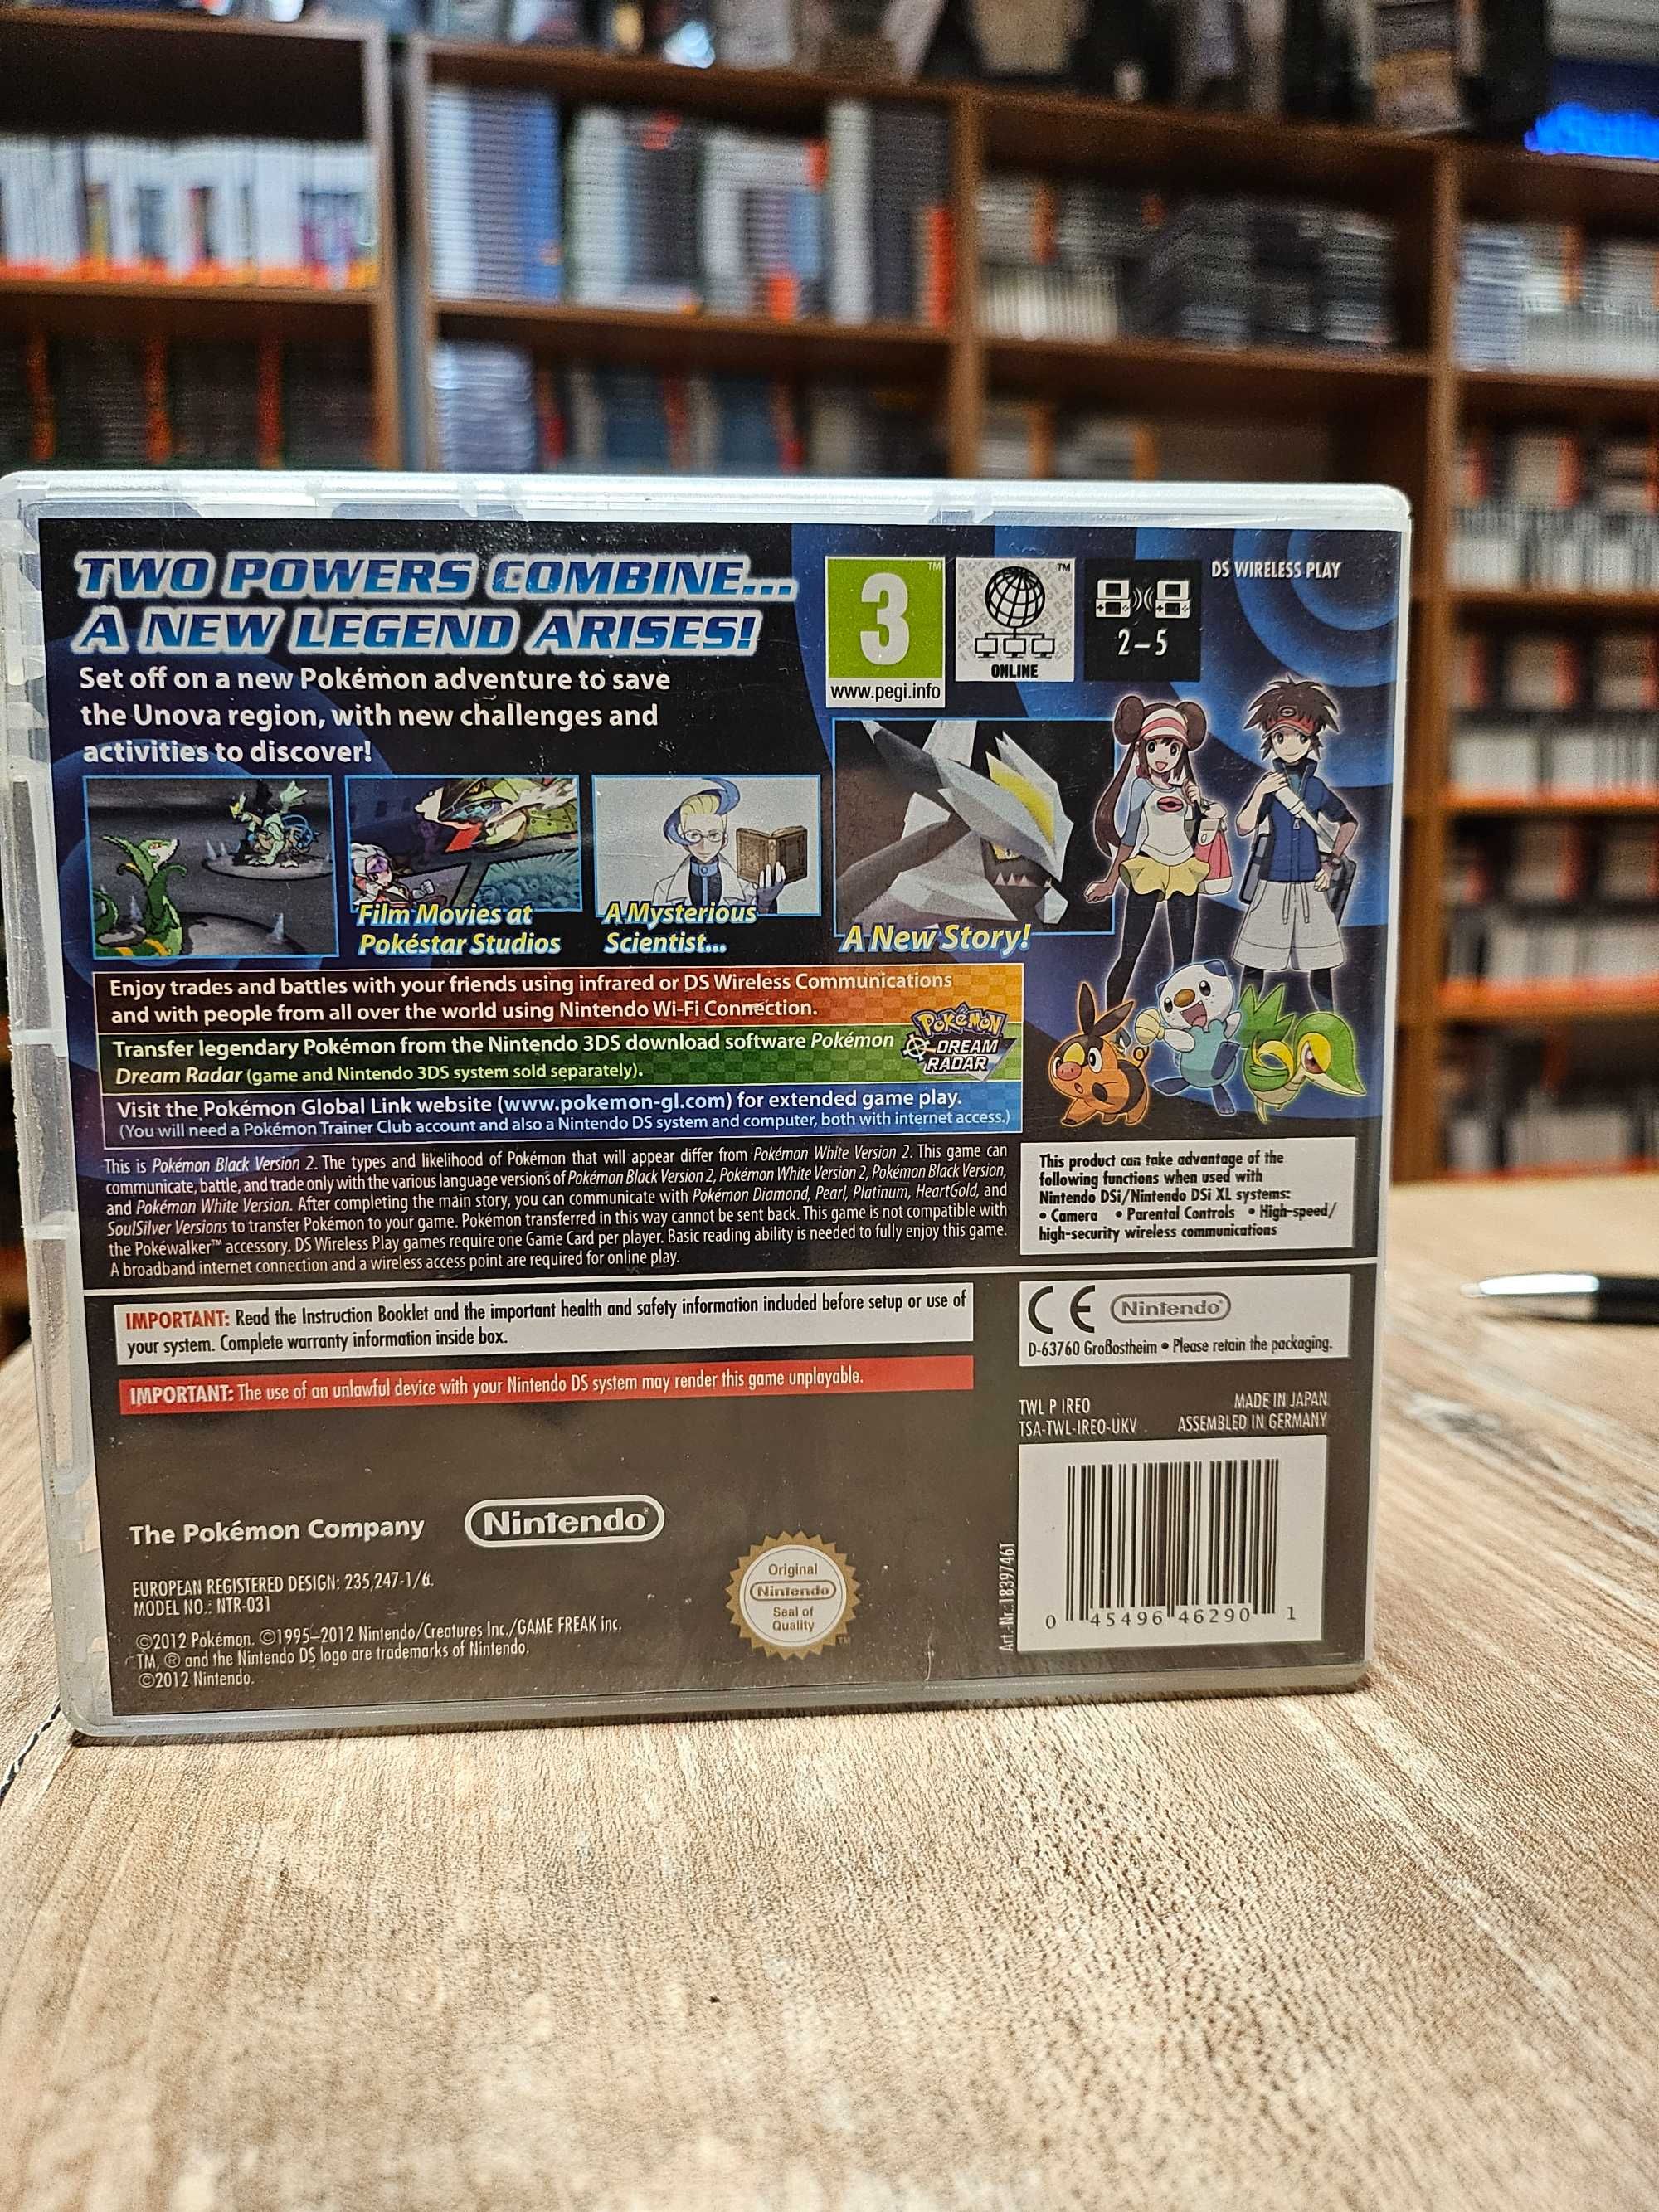 TWO POWERS COMBINE...
A NEW LEGEND ARISES!
Set off on a new Pokémon adventure to save
the Unova region, with new challenges and
activities to discover!
3
™
www.pegi.info
™
ONLINE
2–5
DS WIRELESS PLAY
Film Movies at
Pokéstar Studios
A Mysterious
Scientist...
A New Story!
Enjoy trades and battles with your friends using infrared or DS Wireless Communications
and with people from all over the world using Nintendo Wi-Fi Connection.
Transfer legendary Pokémon from the Nintendo 3DS download software Pokémon
Dream Radar (game and Nintendo 3DS system sold separately).
POKéMON
DREAM
RADAR
Visit the Pokémon Global Link website (www.pokemon-gl.com) for extended game play.
(You will need a Pokémon Trainer Club account and also a Nintendo DS system and computer, both with internet access.)
This is Pokémon Black Version 2. The types and likelihood of Pokémon that will appear differ from Pokémon White Version 2. This game can
communicate, battle, and trade only with the various language versions of Pokémon Black Version 2, Pokémon White Version 2, Pokémon Black Version,
and Pokémon White Version. After completing the main story, you can communicate with Pokémon Diamond, Pearl, Platinum, HeartGold, and
SoulSilver Versions to transfer Pokémon to your game. Pokémon transferred in this way cannot be sent back. This game is not compatible with
the Pokéwalker™ accessory. DS Wireless Play games require one Game Card per player. Basic reading ability is needed to fully enjoy this game.
A broadband internet connection and a wireless access point are required for online play.
This product can take advantage of the
following functions when used with
Nintendo DSi/Nintendo DSi XL systems:
• Camera • Parental Controls • High-speed/
high-security wireless communications
IMPORTANT: Read the Instruction Booklet and the important health and safety information included before setup or use of
your system. Complete warranty information inside box.
IMPORTANT: The use of an unlawful device with your Nintendo DS system may render this game unplayable.
CE Nintendo®
D-63760 Großostheim • Please retain the packaging.
TWL P IREO
TSA-TWL-IREO-UKV
MADE IN JAPAN
ASSEMBLED IN GERMANY
The Pokémon Company
Nintendo®
EUROPEAN REGISTERED DESIGN: 235,247-1/6.
MODEL NO.: NTR-031
©2012 Pokémon. ©1995–2012 Nintendo/Creatures Inc./GAME FREAK inc.
TM, ® and the Nintendo DS logo are trademarks of Nintendo.
©2012 Nintendo.
Original
Nintendo
Seal of
Quality
TM
Art.-Nr. 1839746T
0 45496 46290 1